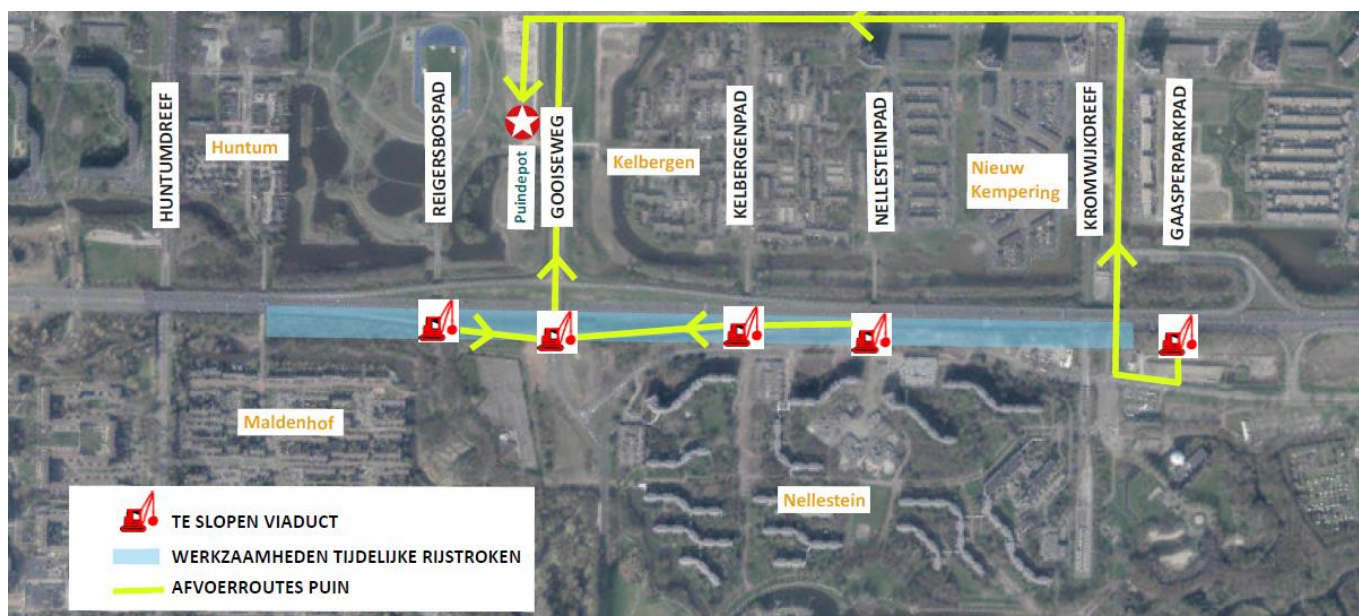 HUNTUMDREEF
Huntum
REIGERSBOSPAD
Puindepot
GOOISEWEG
Kelbergen
KELBERGENPAD
NELLESTEINPAD
Nieuw
Kempering
KROMWIJKDREEF
GAASPERPARKPAD
Maldenhof
Nellestein
TE SLOPEN VIADUCT
WERKZAAMHEDEN TIJDELIJKE RIJSTROKEN
AFVOERROUTES PUIN